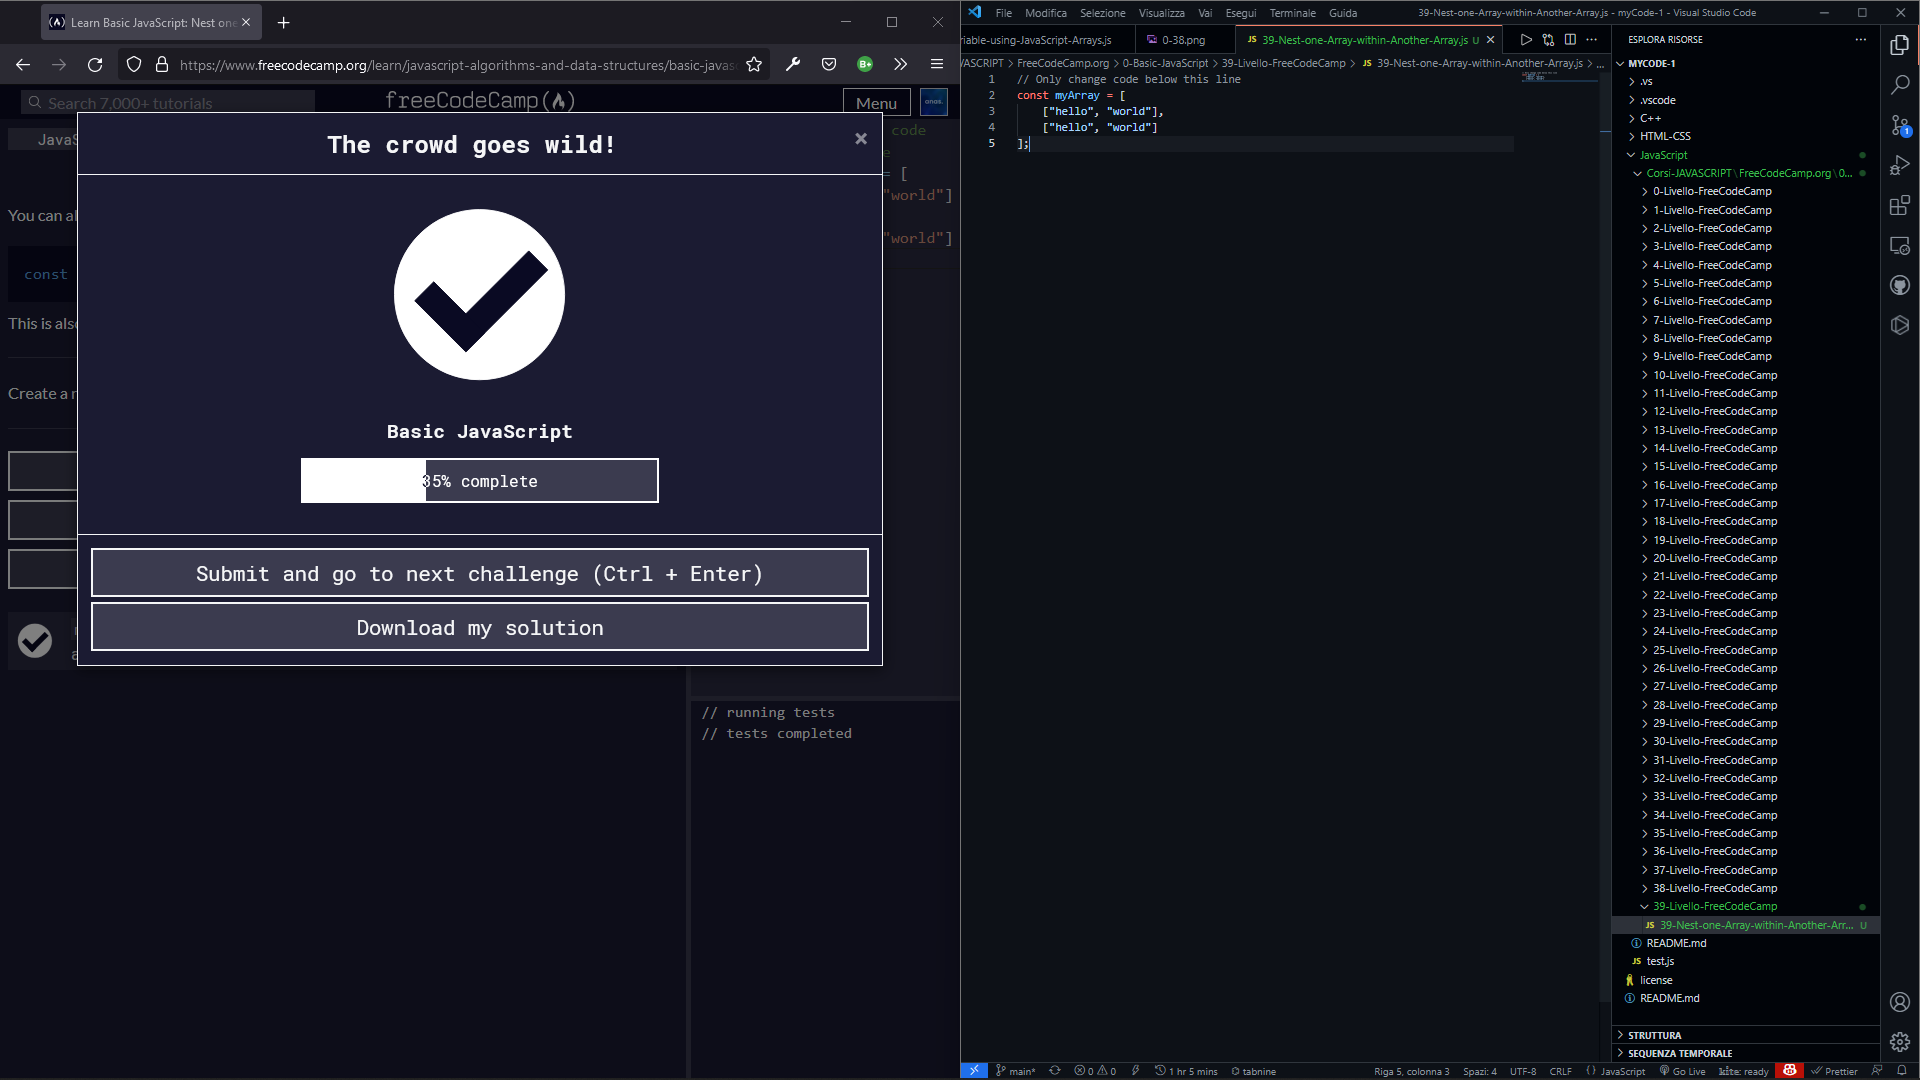 Learn Basic JavaScript: Nest one
https://www.freecodecamp.org/learn/javascript-algorithms-and-data-structures/basic-javas
Search 7,000+ tutorials
freeCodeCamp
Menu
JavaS
The crowd goes wild!
×
code
= [
You can al
"world"]
"world"]
const
This is also
Create a n
Basic JavaScript
35% complete
Submit and go to next challenge (Ctrl + Enter)
Download my solution
// running tests
// tests completed
File Modifica Selezione Visualizza Vai Esegui Terminale Guida
39-Nest-one-Array-within-Another-Array.js - myCode-1 - Visual Studio Code
riable-using-JavaScript-Arrays.js
0-38.png
JS 39-Nest-one-Array-within-Another-Array.js U
VASCRIPT > FreeCodeCamp.org > 0-Basic-JavaScript > 39-Livello-FreeCodeCamp > JS 39-Nest-one-Array-within-Another-Array.js > ...
1 // Only change code below this line
2 const myArray = [
3 ["hello", "world"],
4 ["hello", "world"]
5 ];
ESPLORA RISORSE
MYCODE-1
.vs
.vscode
C++
HTML-CSS
JavaScript
Corsi-JAVASCRIPT\FreeCodeCamp.org\0...
0-Livello-FreeCodeCamp
1-Livello-FreeCodeCamp
2-Livello-FreeCodeCamp
3-Livello-FreeCodeCamp
4-Livello-FreeCodeCamp
5-Livello-FreeCodeCamp
6-Livello-FreeCodeCamp
7-Livello-FreeCodeCamp
8-Livello-FreeCodeCamp
9-Livello-FreeCodeCamp
10-Livello-FreeCodeCamp
11-Livello-FreeCodeCamp
12-Livello-FreeCodeCamp
13-Livello-FreeCodeCamp
14-Livello-FreeCodeCamp
15-Livello-FreeCodeCamp
16-Livello-FreeCodeCamp
17-Livello-FreeCodeCamp
18-Livello-FreeCodeCamp
19-Livello-FreeCodeCamp
20-Livello-FreeCodeCamp
21-Livello-FreeCodeCamp
22-Livello-FreeCodeCamp
23-Livello-FreeCodeCamp
24-Livello-FreeCodeCamp
25-Livello-FreeCodeCamp
26-Livello-FreeCodeCamp
27-Livello-FreeCodeCamp
28-Livello-FreeCodeCamp
29-Livello-FreeCodeCamp
30-Livello-FreeCodeCamp
31-Livello-FreeCodeCamp
32-Livello-FreeCodeCamp
33-Livello-FreeCodeCamp
34-Livello-FreeCodeCamp
35-Livello-FreeCodeCamp
36-Livello-FreeCodeCamp
37-Livello-FreeCodeCamp
38-Livello-FreeCodeCamp
39-Livello-FreeCodeCamp
JS 39-Nest-one-Array-within-Another-Arr... U
README.md
JS test.js
license
README.md
STRUTTURA
SEQUENZA TEMPORALE
1
main*
0 0
1 hr 5 mins
tabnine
Riga 5, colonna 3
Spazi: 4
UTF-8
CRLF
{ } JavaScript
Go Live
kite: ready
Prettier